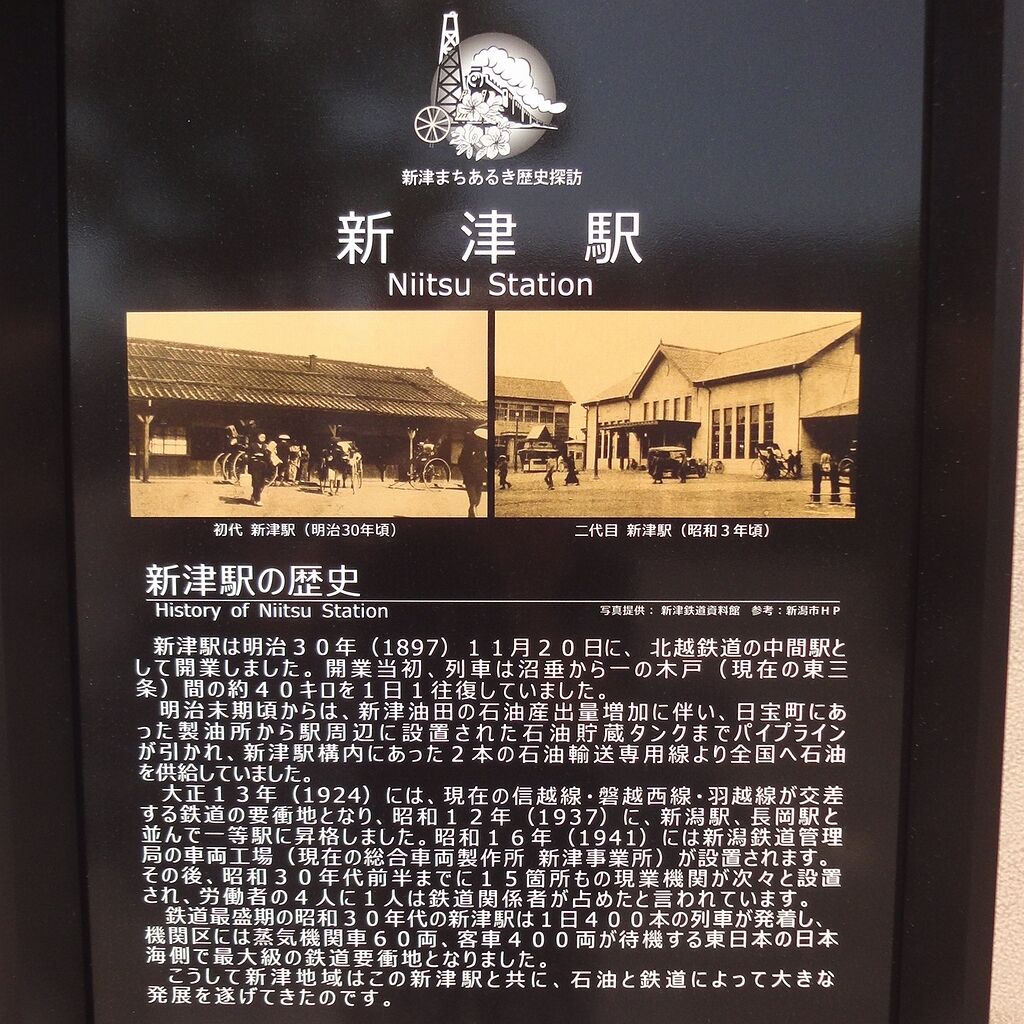 新津まちあるき歴史探訪
新津駅
Niitsu Station
初代 新津駅（明治30年頃）
二代目 新津駅（昭和３年頃）
新津駅の歴史
History of Niitsu Station
写真提供：新津鉄道資料館　参考：新潟市ＨＰ
新津駅は明治３０年（1897）１１月２０日に、北越鉄道の中間駅と
して開業しました。開業当初、列車は沼垂から一の木戸（現在の東三
条）間の約４０キロを１日１往復していました。
明治末期頃からは、新津油田の石油産出量増加に伴い、日宝町にあ
った製油所から駅周辺に設置された石油貯蔵タンクまでパイプライン
が引かれ、新津駅構内にあった２本の石油輸送専用線より全国へ石油
を供給していました。
大正１３年（1924）には、現在の信越線・磐越西線・羽越線が交差
する鉄道の要衝地となり、昭和１２年（1937）に、新潟駅、長岡駅と
並んで一等駅に昇格しました。昭和１６年（1941）には新潟鉄道管理
局の車両工場（現在の総合車両製作所 新津事業所）が設置されます。
その後、昭和３０年代前半までに１５箇所もの現業機関が次々と設置
され、労働者の４人に１人は鉄道関係者が占めたと言われています。
鉄道最盛期の昭和３０年代の新津駅は１日４００本の列車が発着し、
機関区には蒸気機関車６０両、客車４００両が待機する東日本の日本
海側で最大級の鉄道要衝地となりました。
こうして新津地域はこの新津駅と共に、石油と鉄道によって大きな
発展を遂げてきたのです。